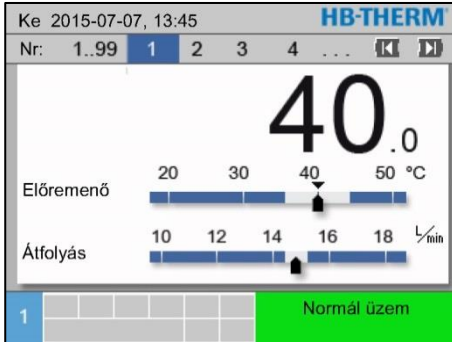 Ke 2015-07-07, 13:45 HB-THERM®
Nr: 1..99 1 2 3 4 ...
40.0
20 30 40 50 °C
Előremenő
10 12 14 16 18 L/min
Átfolyás
1 Normál üzem